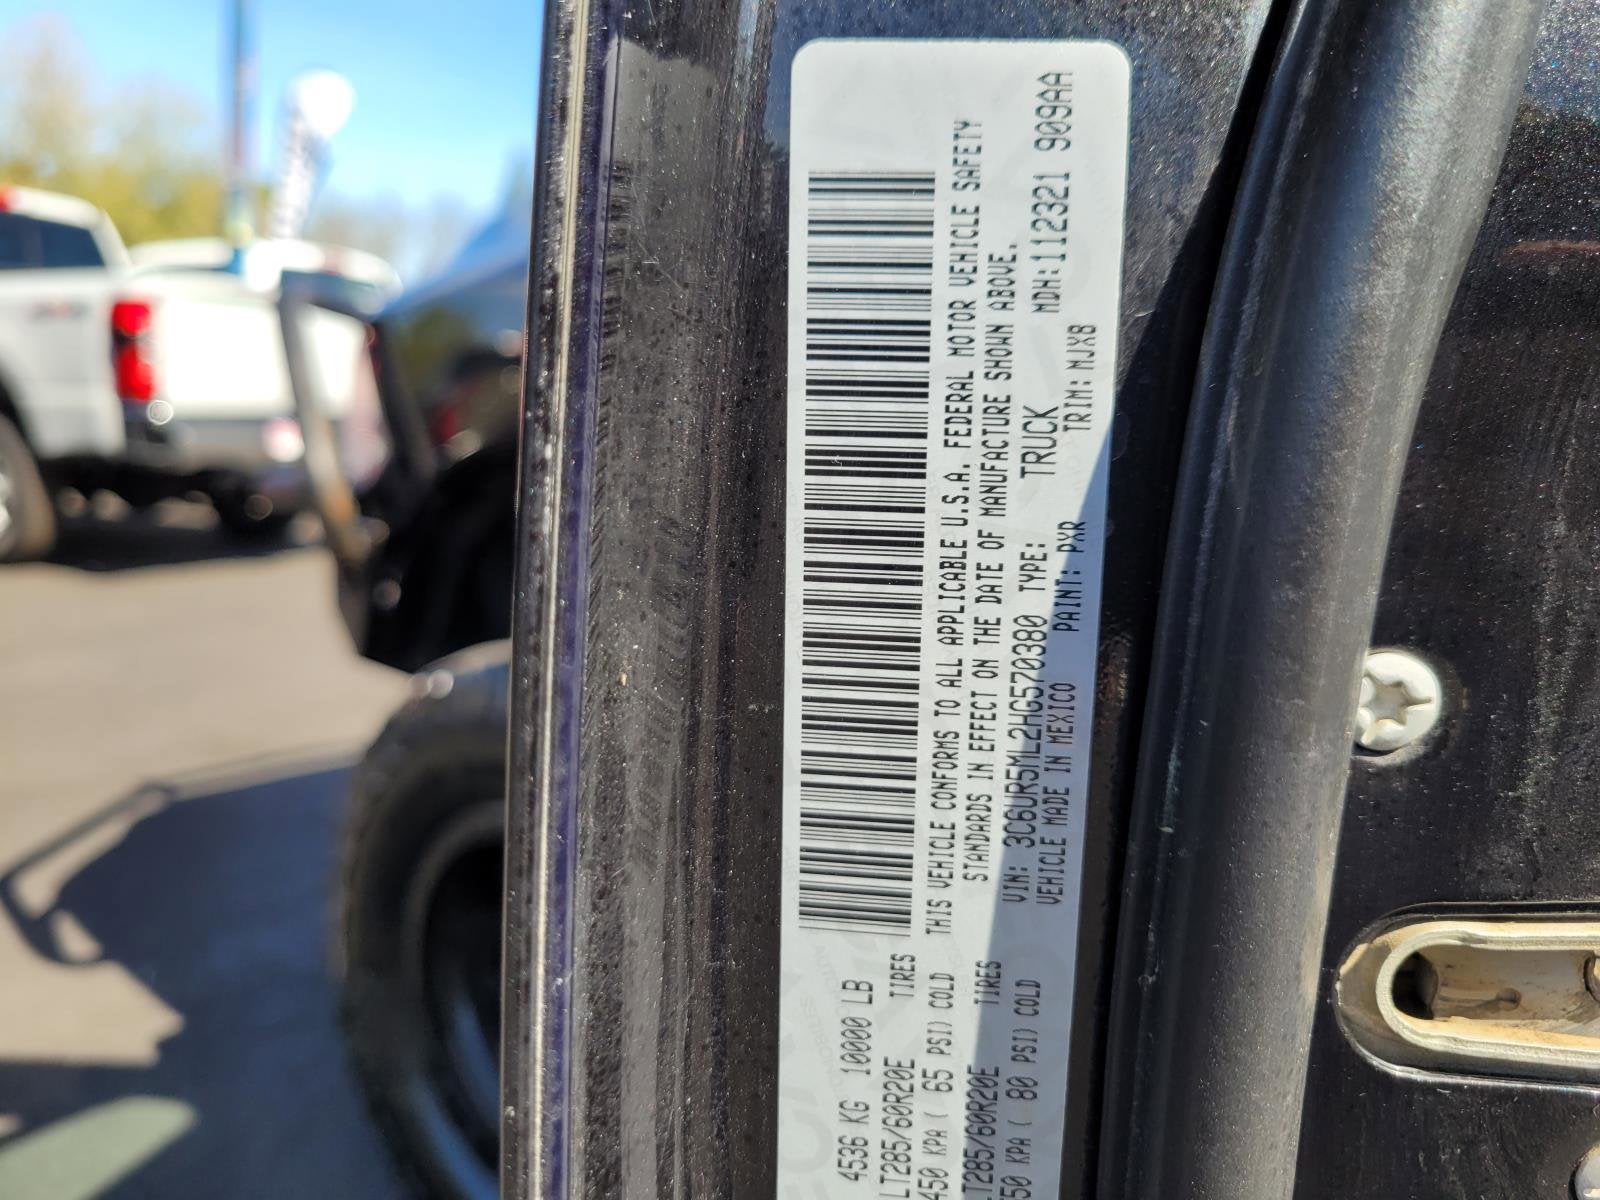 4536 KG 10000 LB
LT285/60R20E TIRES
450 KPA ( 65 PSI) COLD
LT285/60R20E TIRES
550 KPA ( 80 PSI) COLD
THIS VEHICLE CONFORMS TO ALL APPLICABLE U.S.A. FEDERAL MOTOR VEHICLE SAFETY
STANDARDS IN EFFECT ON THE DATE OF MANUFACTURE SHOWN ABOVE.
VIN: 3C6UR5ML2HG570380 TYPE: TRUCK MDH:112321 909AA
VEHICLE MADE IN MEXICO PAINT: PXR TRIM: MJX8